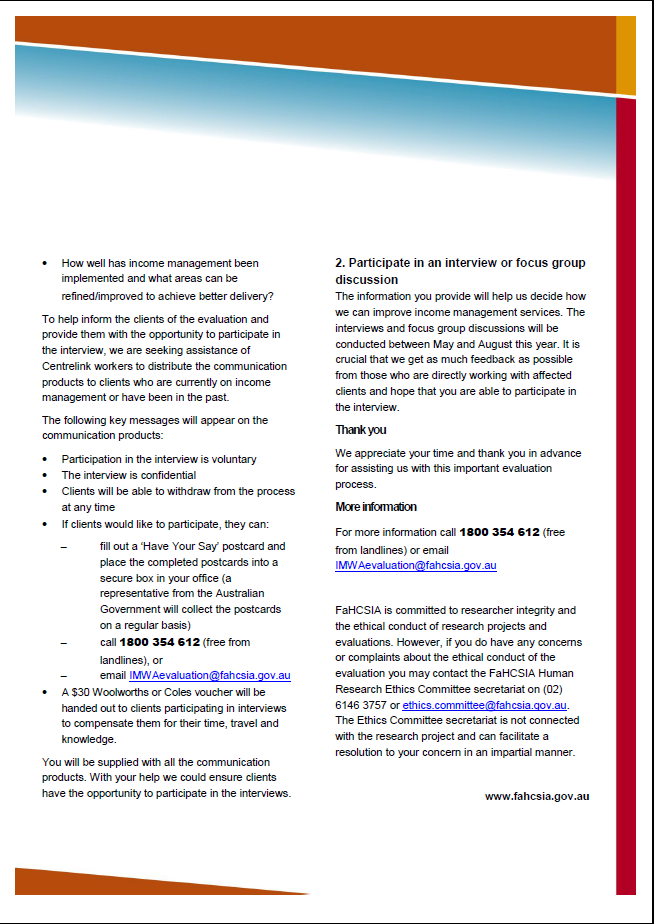 • How well has income management been
implemented and what areas can be
refined/improved to achieve better delivery?
To help inform the clients of the evaluation and
provide them with the opportunity to participate in
the interview, we are seeking assistance of
Centrelink workers to distribute the communication
products to clients who are currently on income
management or have been in the past.
The following key messages will appear on the
communication products:
• Participation in the interview is voluntary
• The interview is confidential
• Clients will be able to withdraw from the process
at any time
• If clients would like to participate, they can:
– fill out a ‘Have Your Say’ postcard and
place the completed postcards into a
secure box in your office (a
representative from the Australian
Government will collect the postcards
on a regular basis)
– call 1800 354 612 (free from
landlines), or
– email IMWAevaluation@fahcsia.gov.au
• A $30 Woolworths or Coles voucher will be
handed out to clients participating in interviews
to compensate them for their time, travel and
knowledge.
You will be supplied with all the communication
products. With your help we could ensure clients
have the opportunity to participate in the interviews.
2. Participate in an interview or focus group
discussion
The information you provide will help us decide how
we can improve income management services. The
interviews and focus group discussions will be
conducted between May and August this year. It is
crucial that we get as much feedback as possible
from those who are directly working with affected
clients and hope that you are able to participate in
the interview.
Thank you
We appreciate your time and thank you in advance
for assisting us with this important evaluation
process.
More information
For more information call 1800 354 612 (free
from landlines) or email
IMWAevaluation@fahcsia.gov.au
FaHCSIA is committed to researcher integrity and
the ethical conduct of research projects and
evaluations. However, if you do have any concerns
or complaints about the ethical conduct of the
evaluation you may contact the FaHCSIA Human
Research Ethics Committee secretariat on (02)
6146 3757 or ethics.committee@fahcsia.gov.au.
The Ethics Committee secretariat is not connected
with the research project and can facilitate a
resolution to your concern in an impartial manner.
www.fahcsia.gov.au